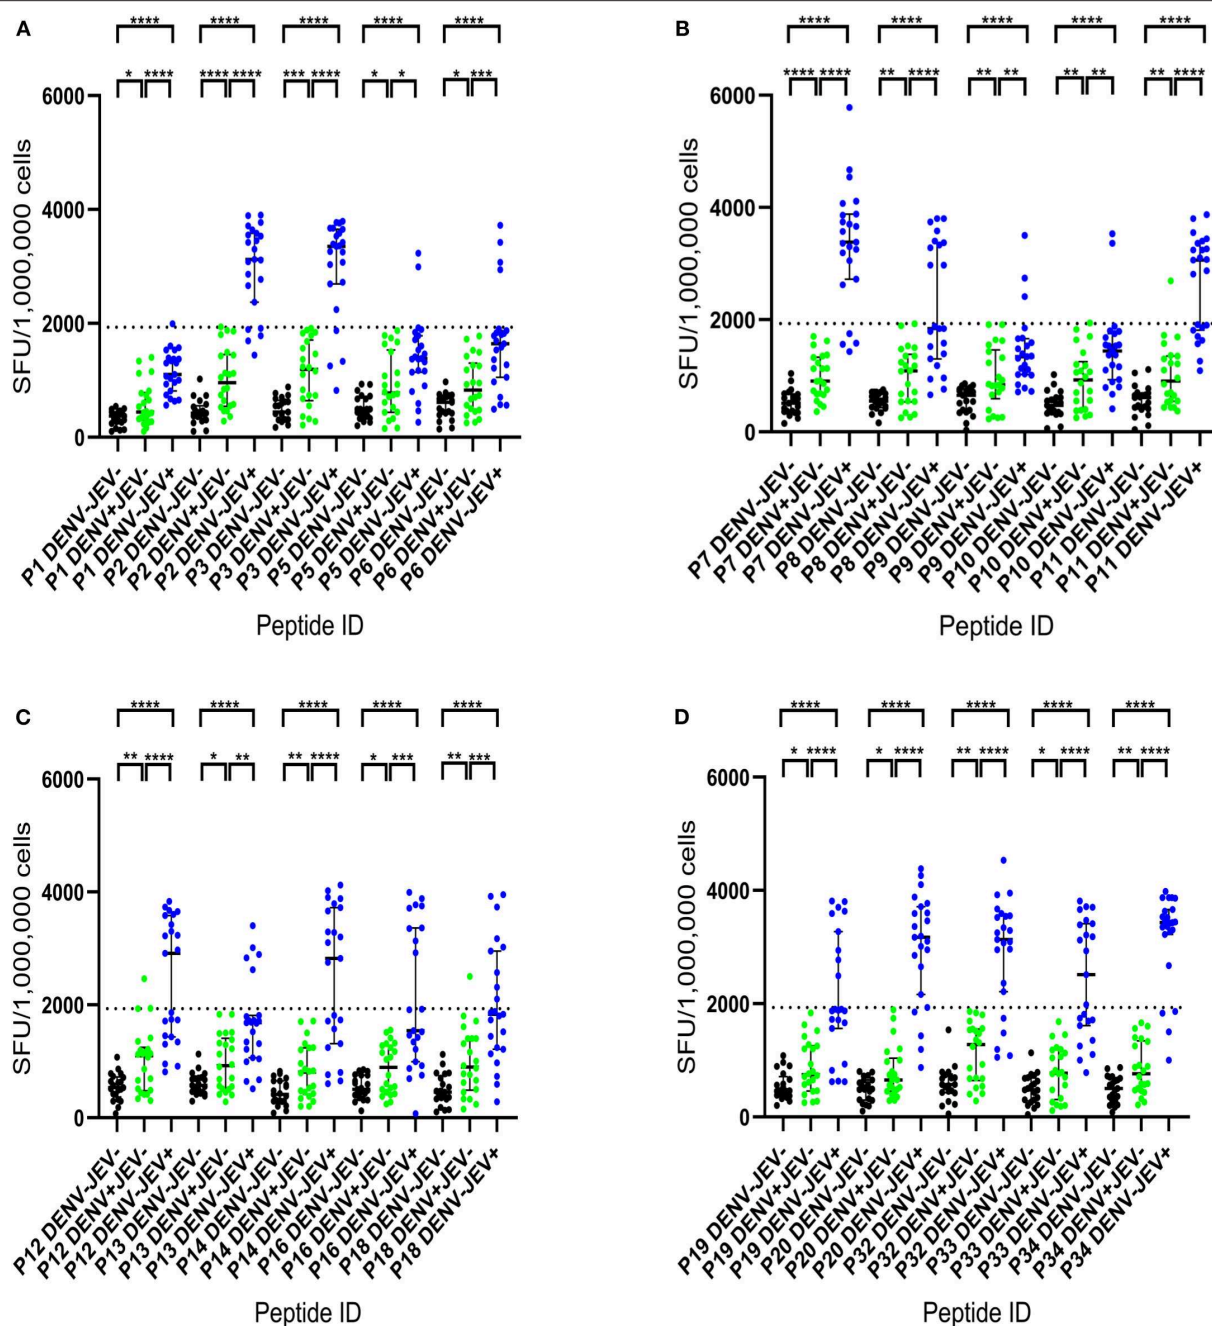 A
**** **** **** **** ****
* **** **** **** *** **** * * * ***
6000
4000
2000
0
SFU/1,000,000 cells
P1 DENV-JEV-
P1 DENV+JEV-
P1 DENV-JEV+
P2 DENV-JEV-
P2 DENV+JEV-
P2 DENV-JEV+
P3 DENV-JEV-
P3 DENV+JEV-
P3 DENV-JEV+
P5 DENV-JEV-
P5 DENV+JEV-
P5 DENV-JEV+
P6 DENV-JEV-
P6 DENV+JEV-
P6 DENV-JEV+
Peptide ID
B
**** **** **** **** ****
**** **** ** **** ** ** ** ** ** ****
6000
4000
2000
0
SFU/1,000,000 cells
P7 DENV-JEV-
P7 DENV+JEV-
P7 DENV-JEV+
P8 DENV-JEV-
P8 DENV+JEV-
P8 DENV-JEV+
P9 DENV-JEV-
P9 DENV+JEV-
P9 DENV-JEV+
P10 DENV-JEV-
P10 DENV+JEV-
P10 DENV-JEV+
P11 DENV-JEV-
P11 DENV+JEV-
P11 DENV-JEV+
Peptide ID
C
**** **** **** **** ****
** **** * ** ** **** * *** ** ***
6000
4000
2000
0
SFU/1,000,000 cells
P12 DENV-JEV-
P12 DENV+JEV-
P12 DENV-JEV+
P13 DENV-JEV-
P13 DENV+JEV-
P13 DENV-JEV+
P14 DENV-JEV-
P14 DENV+JEV-
P14 DENV-JEV+
P16 DENV-JEV-
P16 DENV+JEV-
P16 DENV-JEV+
P18 DENV-JEV-
P18 DENV+JEV-
P18 DENV-JEV+
Peptide ID
D
**** **** **** **** ****
* **** * **** ** **** * **** ** ****
6000
4000
2000
0
SFU/1,000,000 cells
P19 DENV-JEV-
P19 DENV+JEV-
P19 DENV-JEV+
P20 DENV-JEV-
P20 DENV+JEV-
P20 DENV-JEV+
P32 DENV-JEV-
P32 DENV+JEV-
P32 DENV-JEV+
P33 DENV-JEV-
P33 DENV+JEV-
P33 DENV-JEV+
P34 DENV-JEV-
P34 DENV+JEV-
P34 DENV-JEV+
Peptide ID